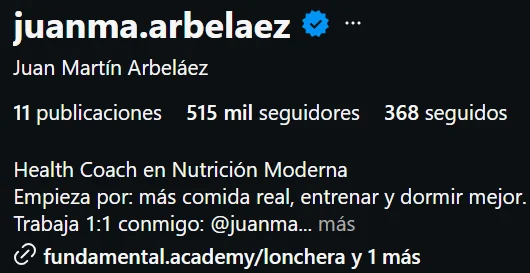 juanma.arbelaez ...
Juan Martín Arbeláez
11 publicaciones 515 mil seguidores 368 seguidos
Health Coach en Nutrición Moderna
Empieza por: más comida real, entrenar y dormir mejor.
Trabaja 1:1 conmigo: @juanma... más
fundamental.academy/lonchera y 1 más